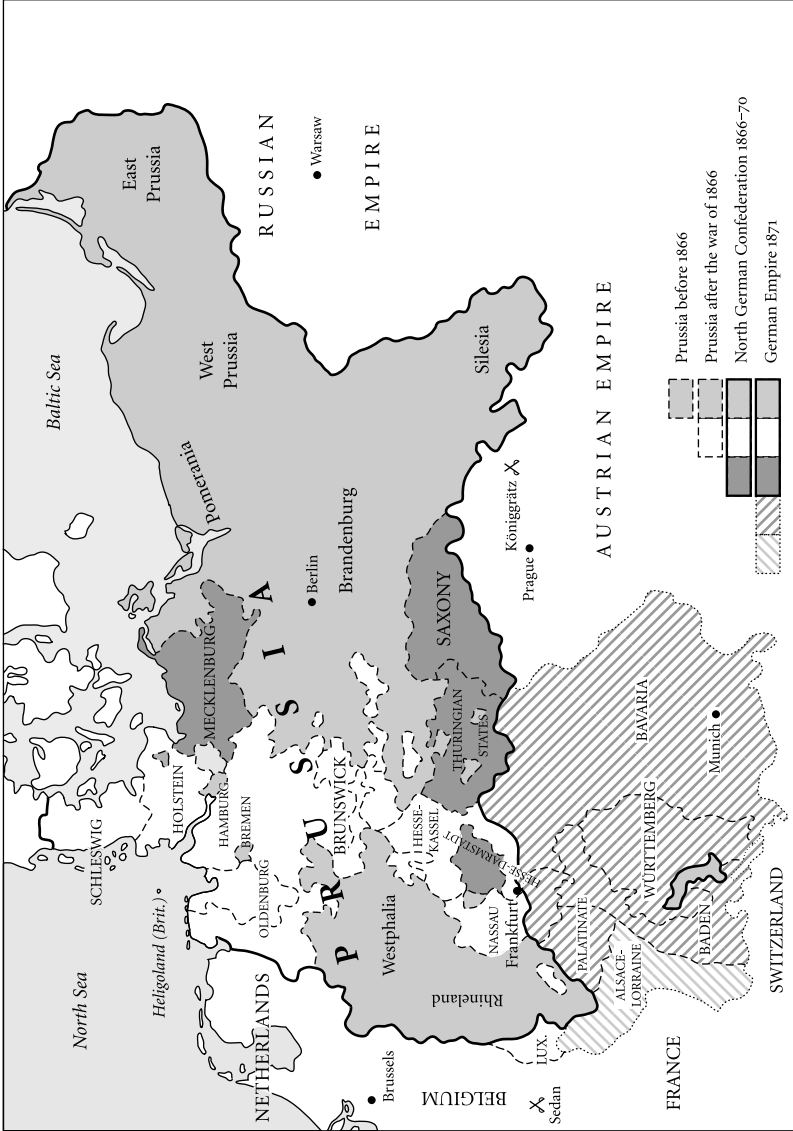 North Sea
Heligoland (Brit.)
Baltic Sea
SCHLESWIG
HOLSTEIN
HAMBURG
BREMEN
OLDENBURG
MECKLENBURG
Pomerania
West
Prussia
East
Prussia
RUSSIAN
EMPIRE
Warsaw
NETHERLANDS
PRUSSIA
Berlin
Brandenburg
BRUNSWICK
Westphalia
Rhineland
HESSE-
KASSEL
HESSE-DARMSTADT
NASSAU
Frankfurt
THURINGIAN
STATES
SAXONY
Silesia
Brussels
BELGIUM
Sedan
LUX.
Königgrätz
Prague
AUSTRIAN EMPIRE
FRANCE
ALSACE-
LORRAINE
PALATINATE
BADEN
WÜRTTEMBERG
BAVARIA
Munich
SWITZERLAND
Prussia before 1866
Prussia after the war of 1866
North German Confederation 1866–70
German Empire 1871